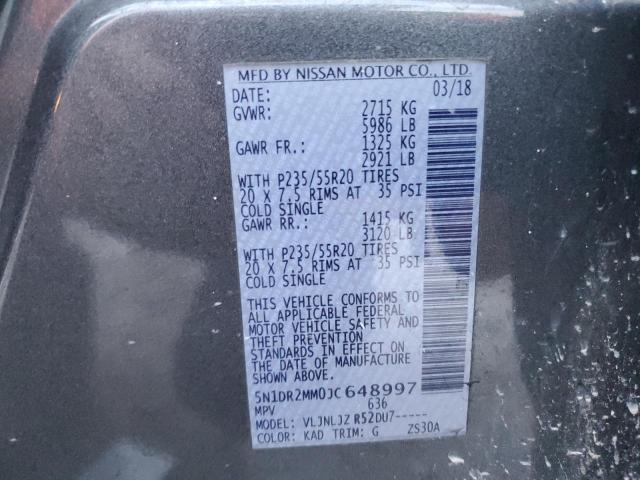 MFD BY NISSAN MOTOR CO., LTD.
DATE: 03/18
GVWR: 2715 KG
5986 LB
GAWR FR.: 1325 KG
2921 LB
WITH P235/55R20 TIRES
20 X 7.5 RIMS AT 35 PSI
COLD SINGLE
GAWR RR.: 1415 KG
3120 LB
WITH P235/55R20 TIRES
20 X 7.5 RIMS AT 35 PSI
COLD SINGLE
THIS VEHICLE CONFORMS TO
ALL APPLICABLE FEDERAL
MOTOR VEHICLE SAFETY AND
THEFT PREVENTION
STANDARDS IN EFFECT ON
THE DATE OF MANUFACTURE
SHOWN ABOVE.
5N1DR2MM0JC648997
MPV 636
MODEL: VLJNLJZ R52DU7-----
COLOR: KAD TRIM: G ZS30A